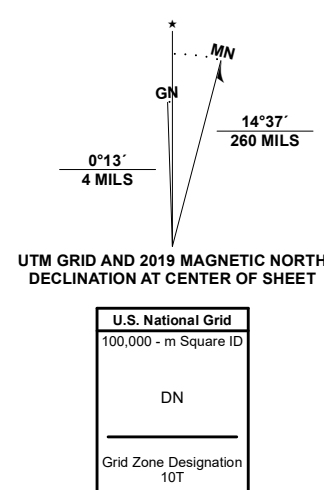 ★
MN
GN
14°37´
260 MILS
0°13´
4 MILS
UTM GRID AND 2019 MAGNETIC NORTH
DECLINATION AT CENTER OF SHEET
U.S. National Grid
100,000 - m Square ID
DN
Grid Zone Designation
10T